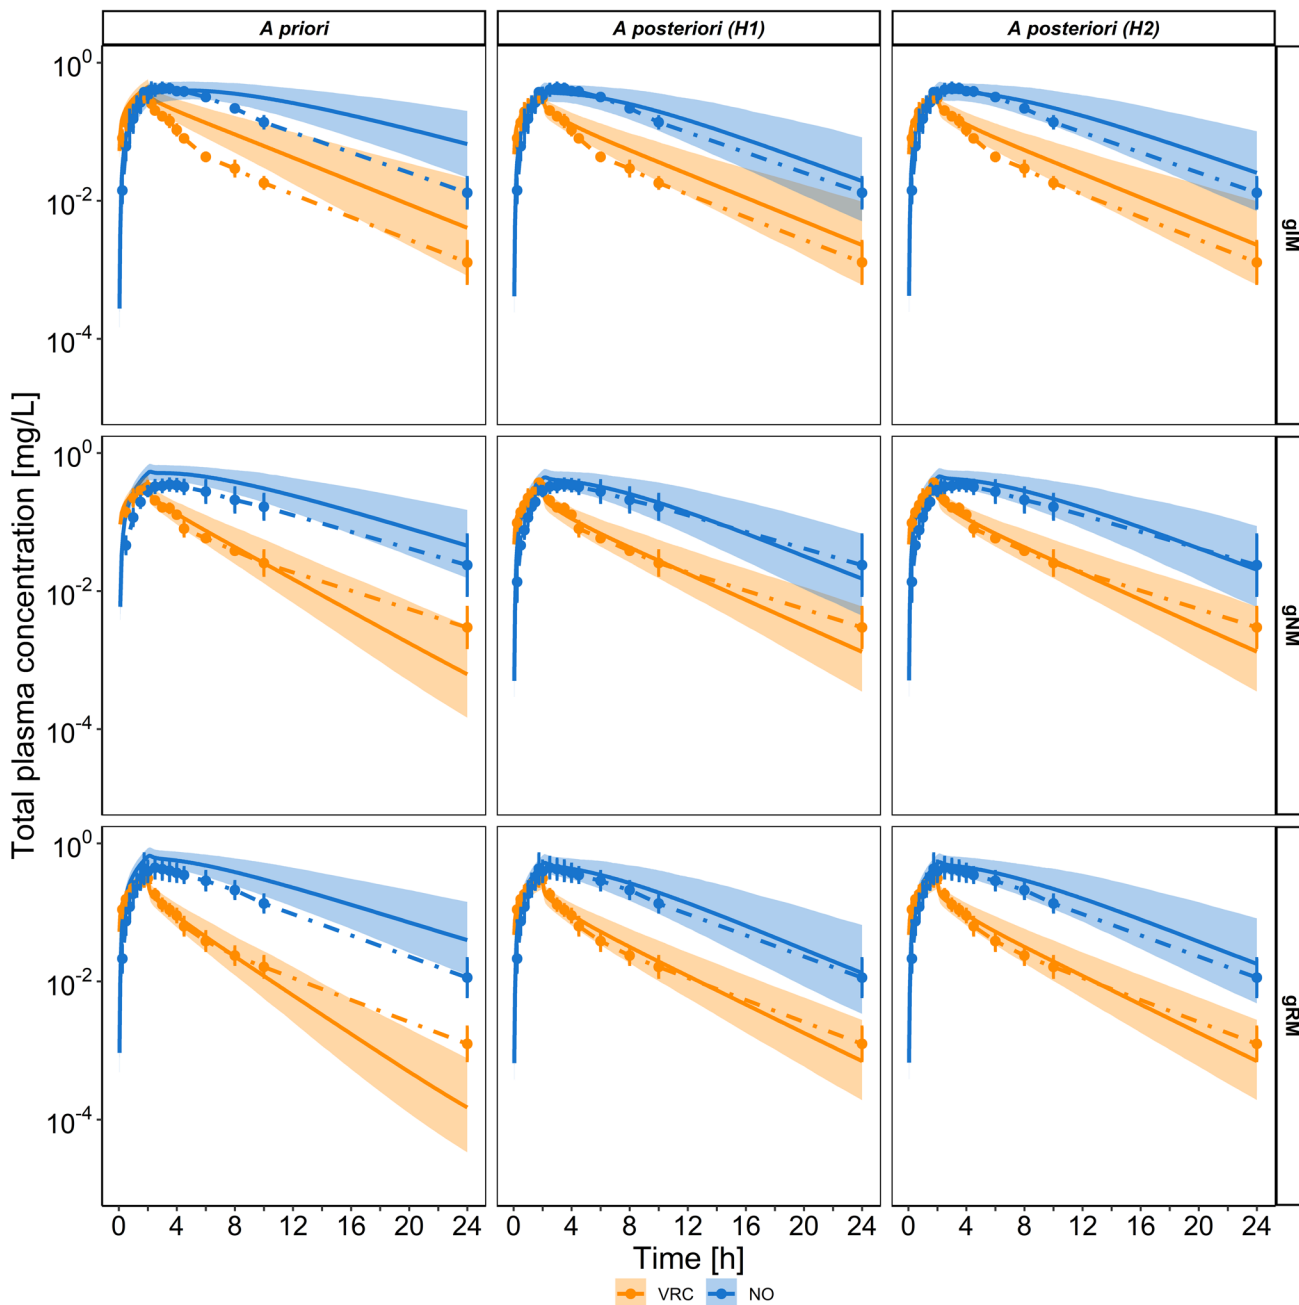 A priori
A posteriori (H1)
A posteriori (H2)
Total plasma concentration [mg/L]
10^0
10^-2
10^-4
gIM
10^0
10^-2
10^-4
gNM
10^0
10^-2
10^-4
gRM
0 4 8 12 16 20 24
0 4 8 12 16 20 24
0 4 8 12 16 20 24
Time [h]
VRC
NO